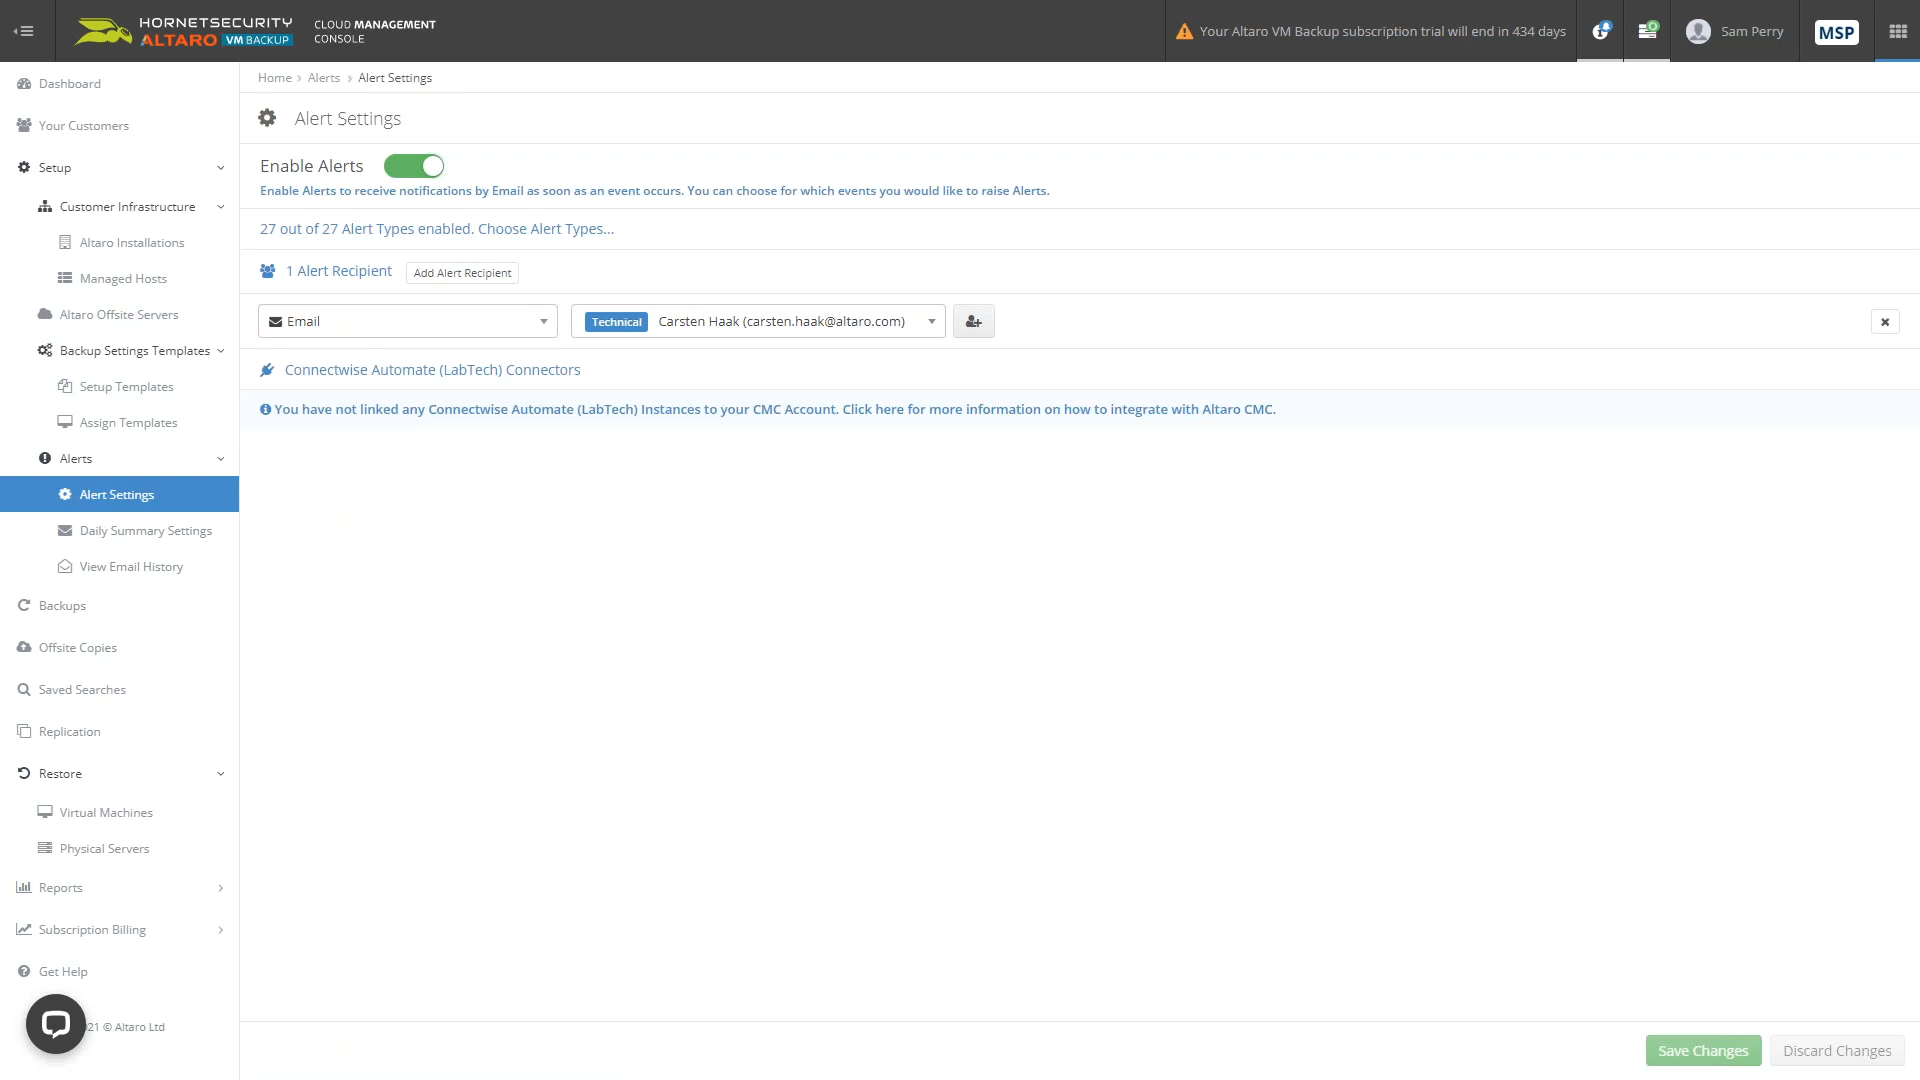 HORNETSECURITY
ALTARO VM BACKUP
CLOUD MANAGEMENT
CONSOLE
Your Altaro VM Backup subscription trial will end in 434 days
Sam Perry
MSP
Dashboard
Your Customers
Setup
Customer Infrastructure
Altaro Installations
Managed Hosts
Altaro Offsite Servers
Backup Settings Templates
Setup Templates
Assign Templates
Alerts
Alert Settings
Daily Summary Settings
View Email History
Backups
Offsite Copies
Saved Searches
Replication
Restore
Virtual Machines
Physical Servers
Reports
Subscription Billing
Get Help
21 © Altaro Ltd
Home › Alerts › Alert Settings
Alert Settings
Enable Alerts
Enable Alerts to receive notifications by Email as soon as an event occurs. You can choose for which events you would like to raise Alerts.
27 out of 27 Alert Types enabled. Choose Alert Types...
1 Alert Recipient Add Alert Recipient
Email Technical Carsten Haak (carsten.haak@altaro.com)
Connectwise Automate (LabTech) Connectors
You have not linked any Connectwise Automate (LabTech) Instances to your CMC Account. Click here for more information on how to integrate with Altaro CMC.
Save Changes Discard Changes